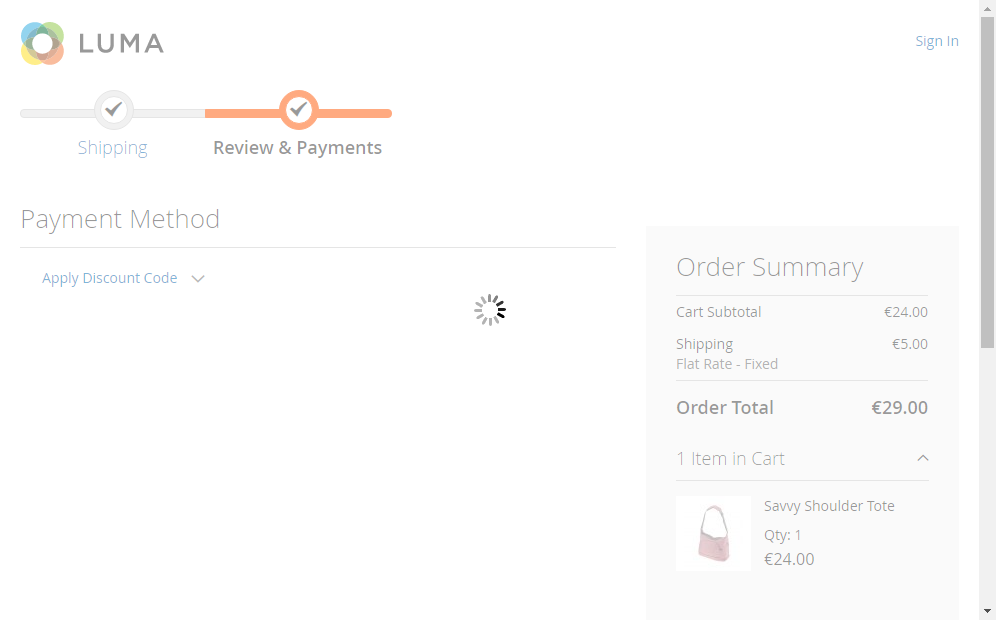 LUMA
Sign In
Shipping
Review & Payments
Payment Method
Apply Discount Code
Order Summary
Cart Subtotal €24.00
Shipping €5.00
Flat Rate - Fixed
Order Total €29.00
1 Item in Cart
Savvy Shoulder Tote
Qty: 1
€24.00